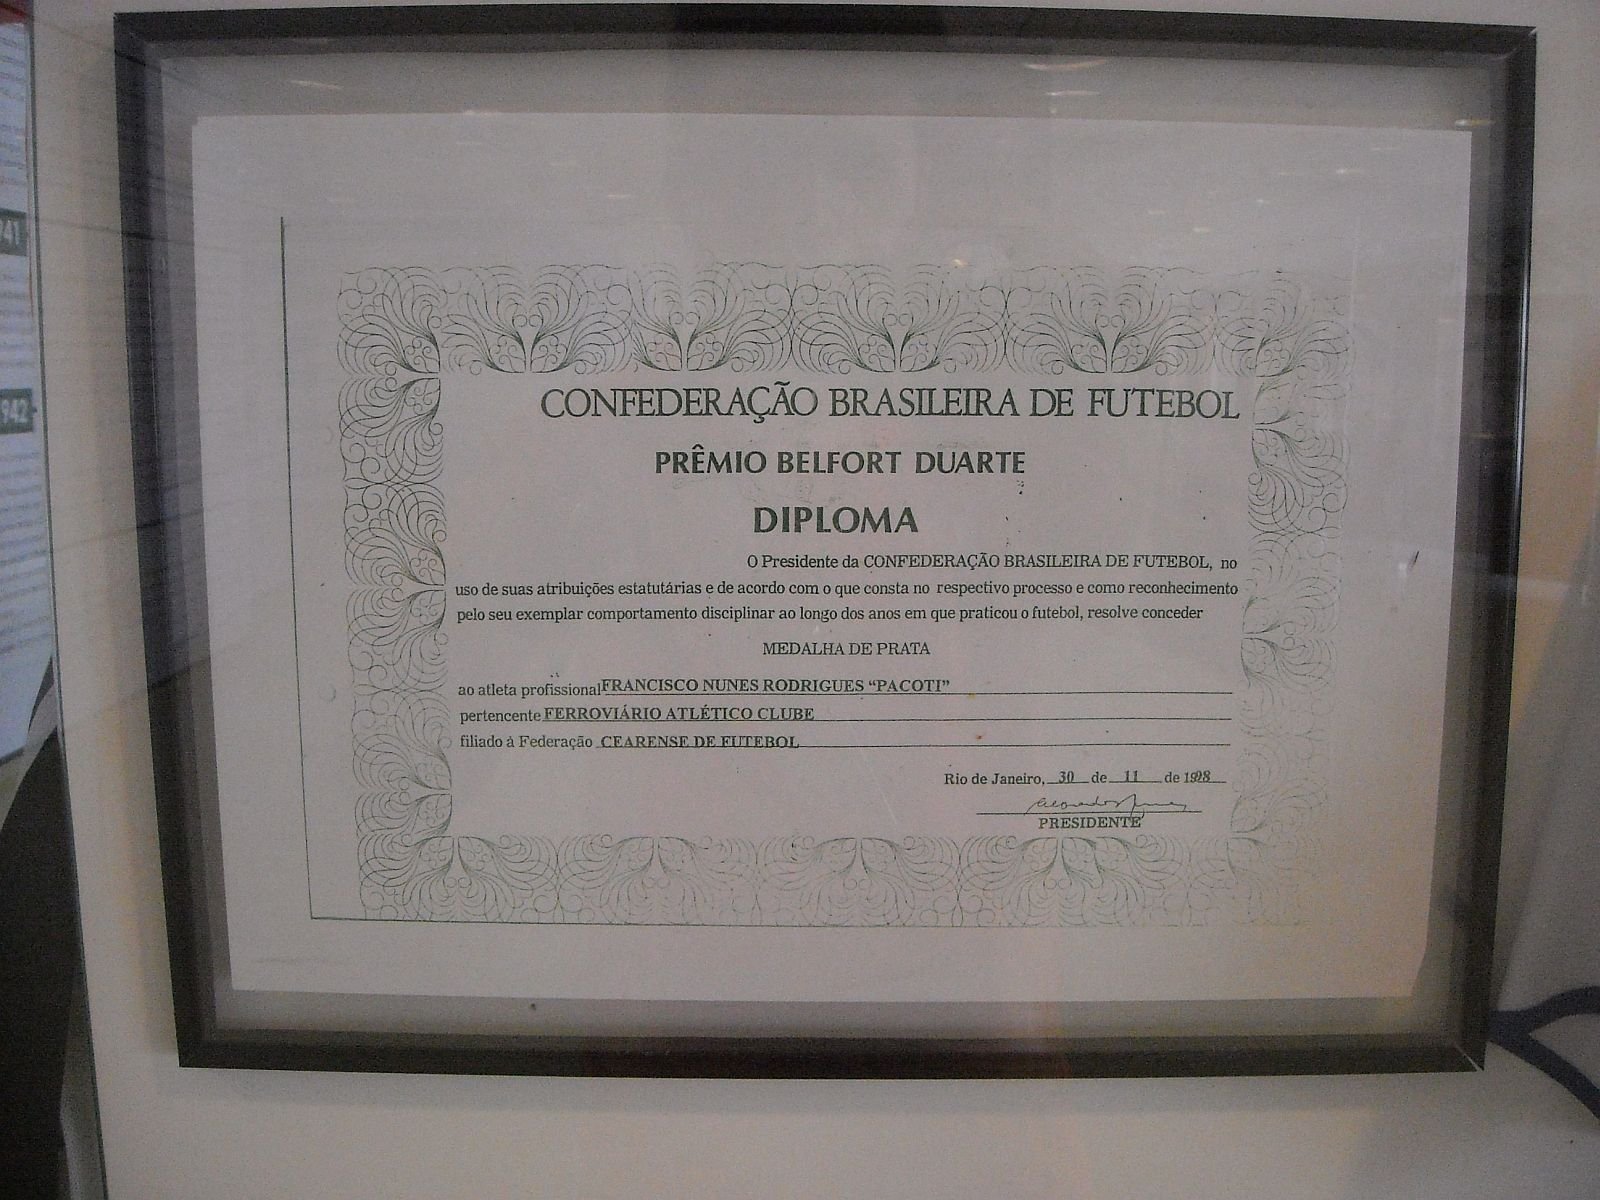 CONFEDERAÇÃO BRASILEIRA DE FUTEBOL
PRÊMIO BELFORT DUARTE
DIPLOMA
O Presidente da CONFEDERAÇÃO BRASILEIRA DE FUTEBOL, no
uso de suas atribuições estatutárias e de acordo com o que consta no respectivo processo e como reconhecimento
pelo seu exemplar comportamento disciplinar ao longo dos anos em que praticou o futebol, resolve conceder
MEDALHA DE PRATA
ao atleta profissional FRANCISCO NUNES RODRIGUES “PACOTI”
pertencente FERROVIÁRIO ATLÉTICO CLUBE
filiado à Federação CEARENSE DE FUTEBOL
Rio de Janeiro, 30 de 11 de 1998
PRESIDENTE
941
942